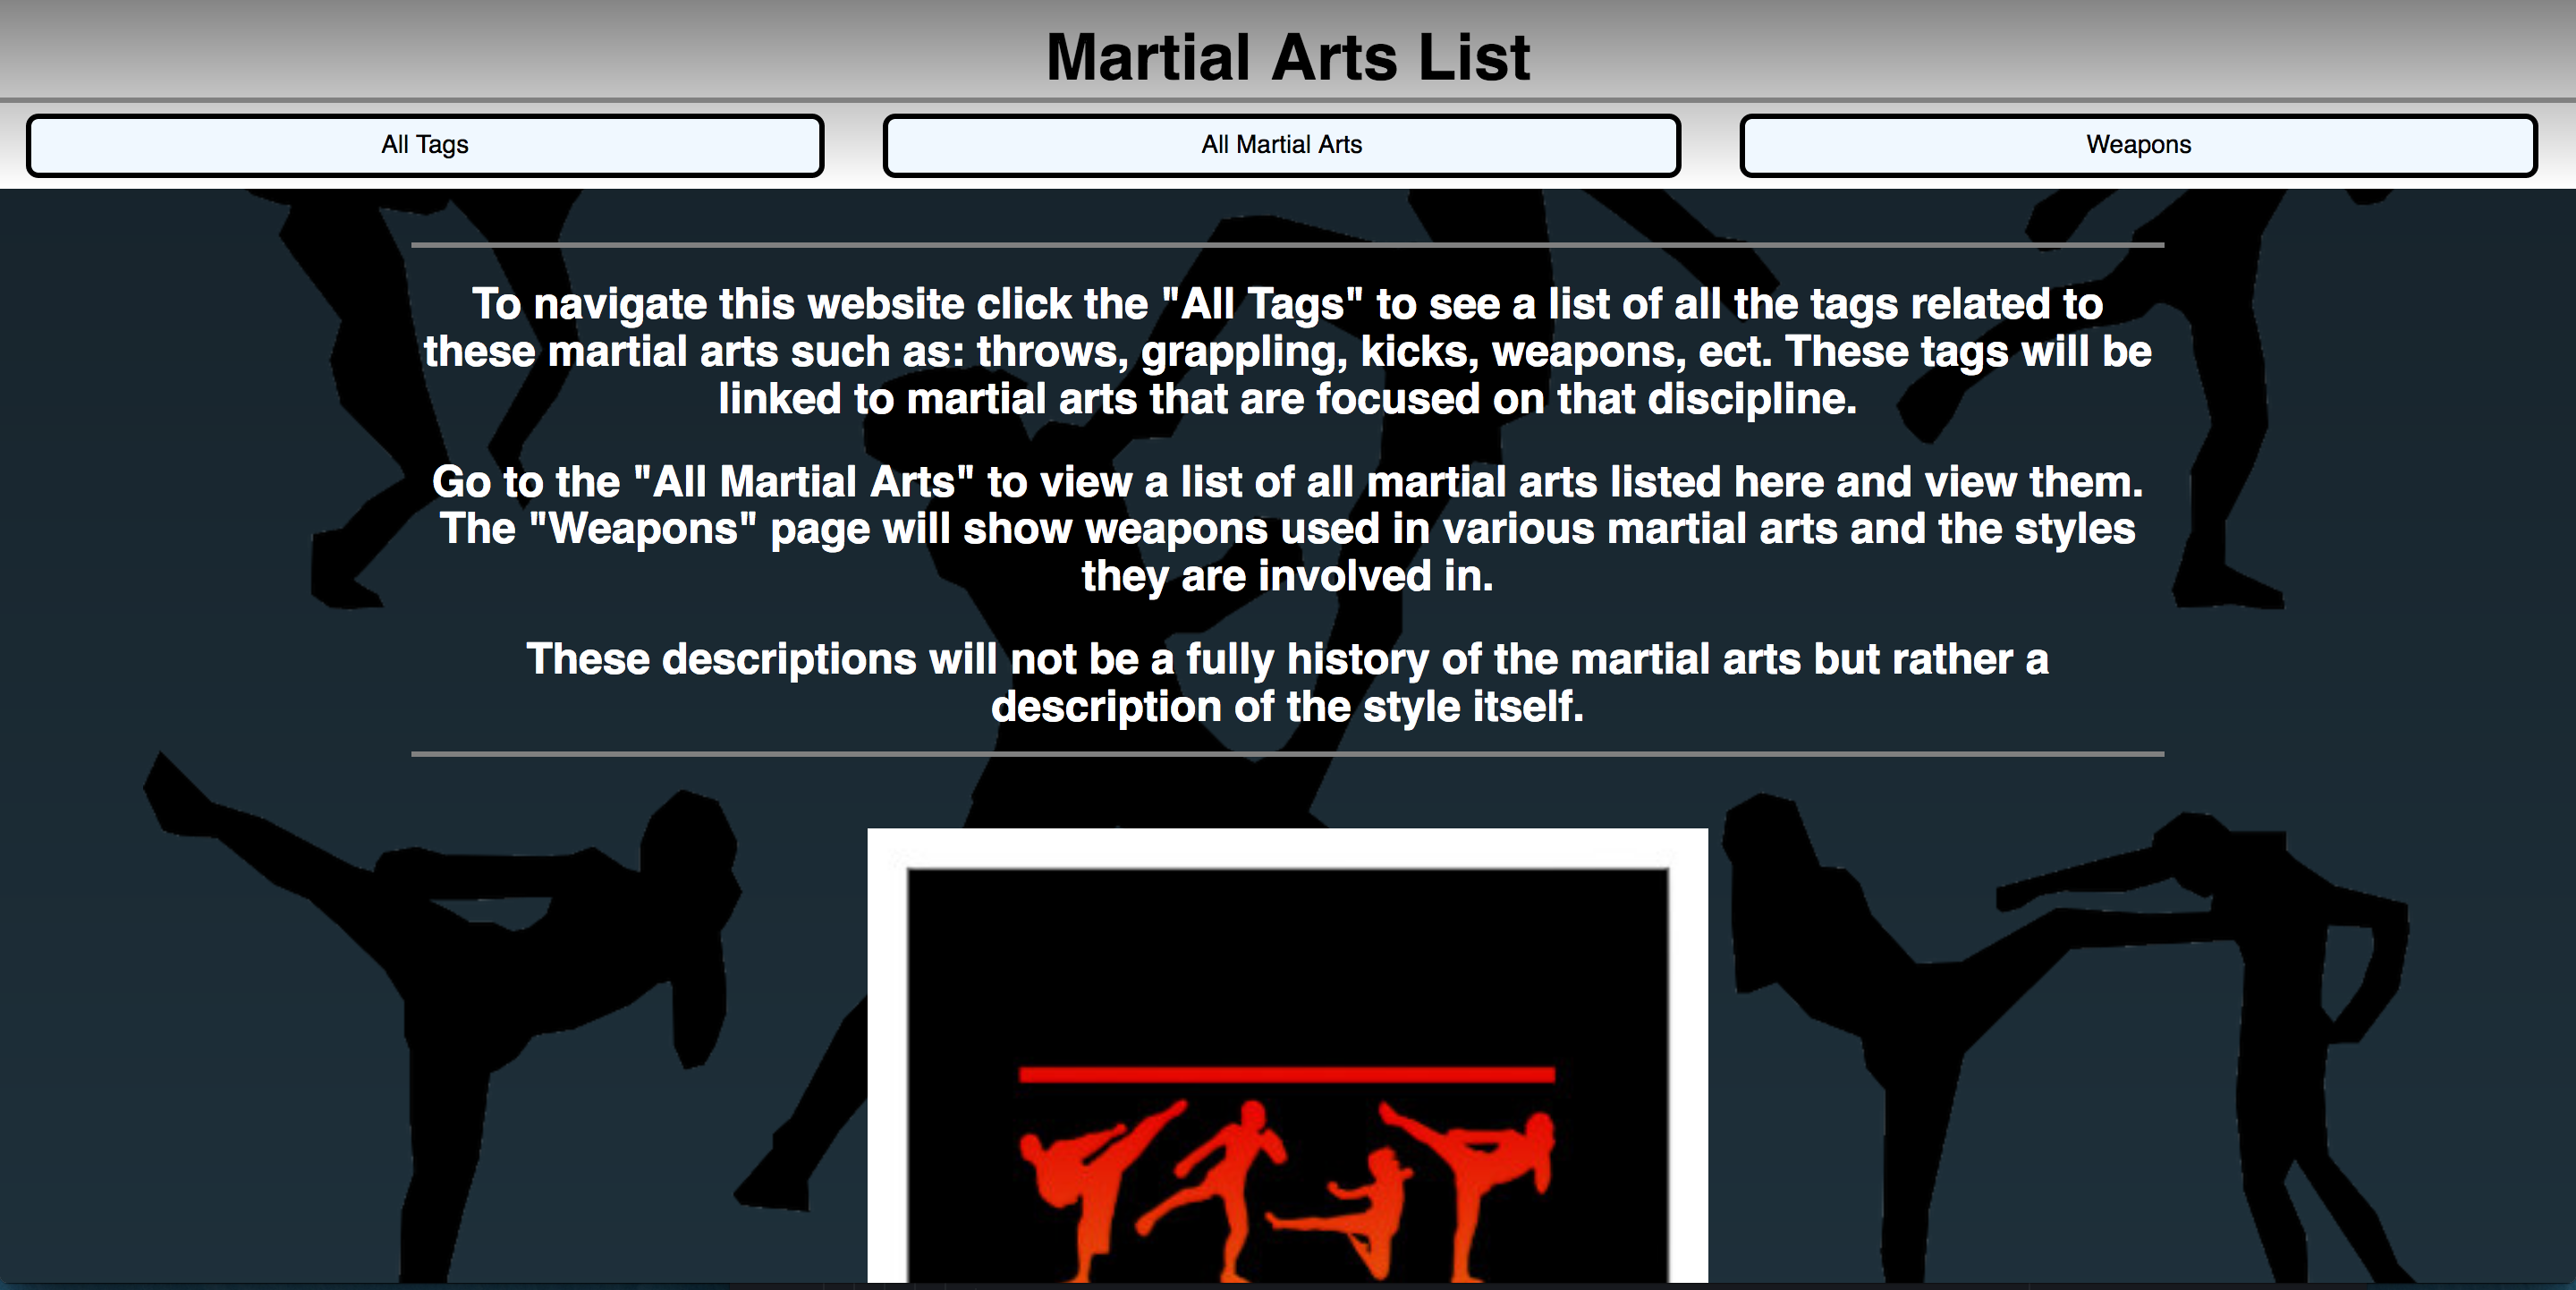 Martial Arts List
All Tags
All Martial Arts
Weapons
To navigate this website click the "All Tags" to see a list of all the tags related to
these martial arts such as: throws, grappling, kicks, weapons, ect. These tags will be
linked to martial arts that are focused on that discipline.
Go to the "All Martial Arts" to view a list of all martial arts listed here and view them.
The "Weapons" page will show weapons used in various martial arts and the styles
they are involved in.
These descriptions will not be a fully history of the martial arts but rather a
description of the style itself.